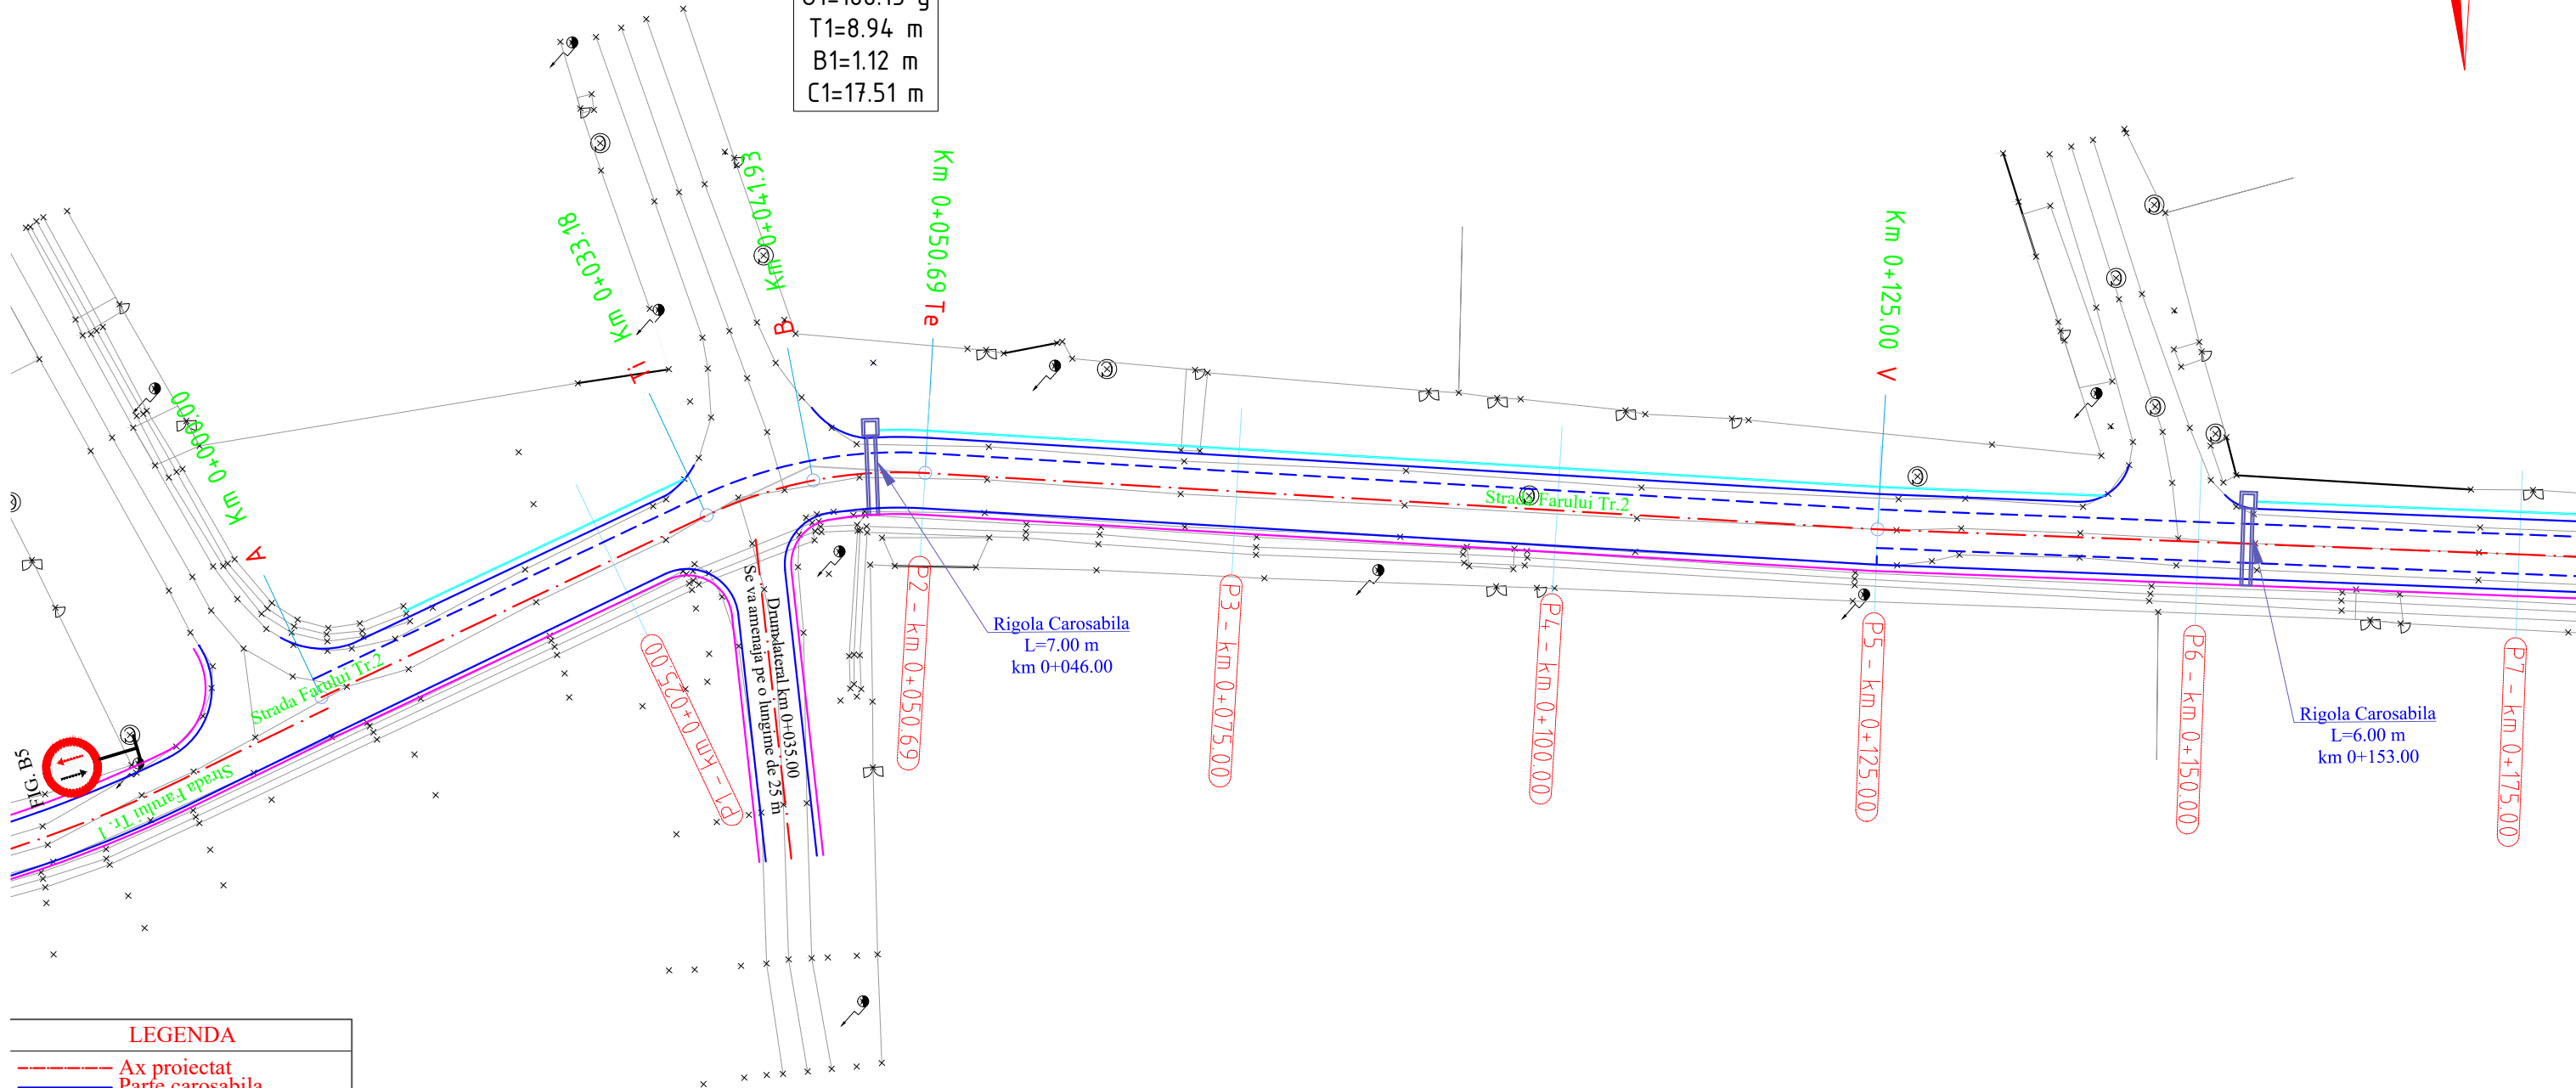 T1=8.94 m
B1=1.12 m
C1=17.51 m
Km 0+000.00
A
Km 0+033.18
Ti
Km 0+041.93
B
Km 0+050.69 Te
Km 0+125.00 V
Strada Farului Tr.2
Strada Farului Tr.2
Strada Farului Tr.1
FIG. B5
Se va amenaja pe o lungime de 25 m
Drum lateral km 0+035.00
Rigola Carosabila
L=7.00 m
km 0+046.00
Rigola Carosabila
L=6.00 m
km 0+153.00
P1 - km 0+025.00
P2 - km 0+050.69
P3 - km 0+075.00
P4 - km 0+100.00
P5 - km 0+125.00
P6 - km 0+150.00
P7 - km 0+175.00
LEGENDA
Ax proiectat
Parte carosabila